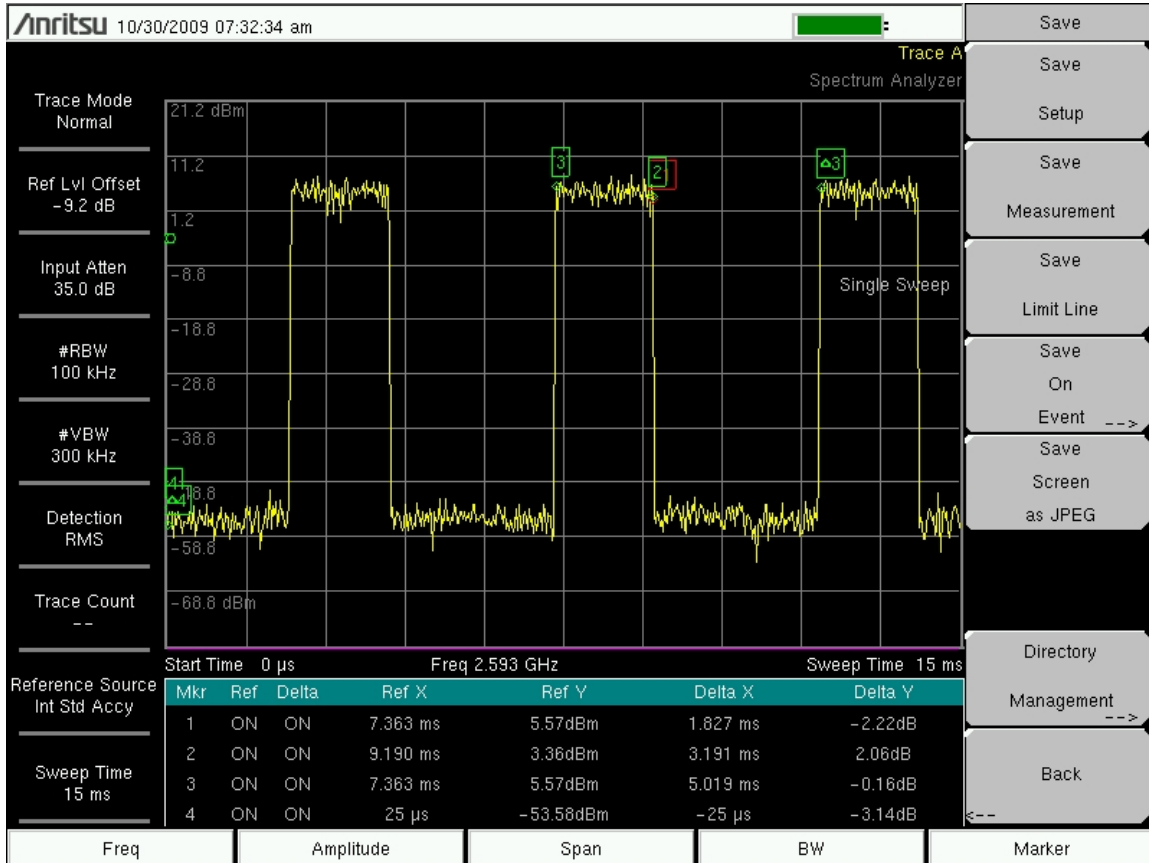 Anritsu 10/30/2009 07:32:34 am
Save
Trace A
Spectrum Analyzer
Trace Mode
Normal
Ref Lvl Offset
-9.2 dB
Input Atten
35.0 dB
#RBW
100 kHz
#VBW
300 kHz
Detection
RMS
Trace Count
--
Reference Source
Int Std Accy
Sweep Time
15 ms
21.2 dBm
11.2
1.2
-8.8
-18.8
-28.8
-38.8
-58.8
-68.8 dBm
3
2
△3
Single Sweep
4
△4
Start Time 0 µs
Freq 2.593 GHz
Sweep Time 15 ms
Mkr Ref Delta Ref X Ref Y Delta X Delta Y
1 ON ON 7.363 ms 5.57dBm 1.827 ms -2.22dB
2 ON ON 9.190 ms 3.36dBm 3.191 ms 2.06dB
3 ON ON 7.363 ms 5.57dBm 5.019 ms -0.16dB
4 ON ON 25 µs -53.58dBm -25 µs -3.14dB
Save
Setup
Save
Measurement
Save
Limit Line
Save
On
Event -->
Save
Screen
as JPEG
Directory
Management
-->
Back
<--
Freq
Amplitude
Span
BW
Marker